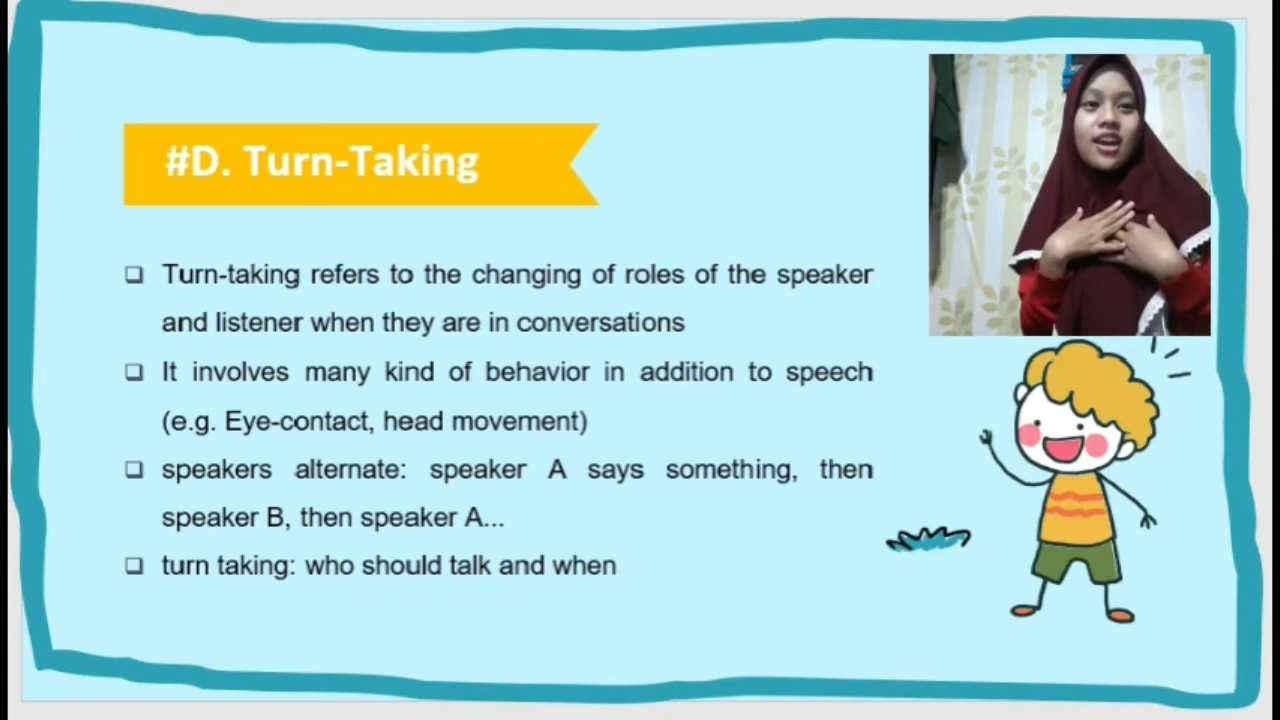 #D. Turn-Taking
Turn-taking refers to the changing of roles of the speaker
and listener when they are in conversations
It involves many kind of behavior in addition to speech
(e.g. Eye-contact, head movement)
speakers alternate: speaker A says something, then
speaker B, then speaker A...
turn taking: who should talk and when